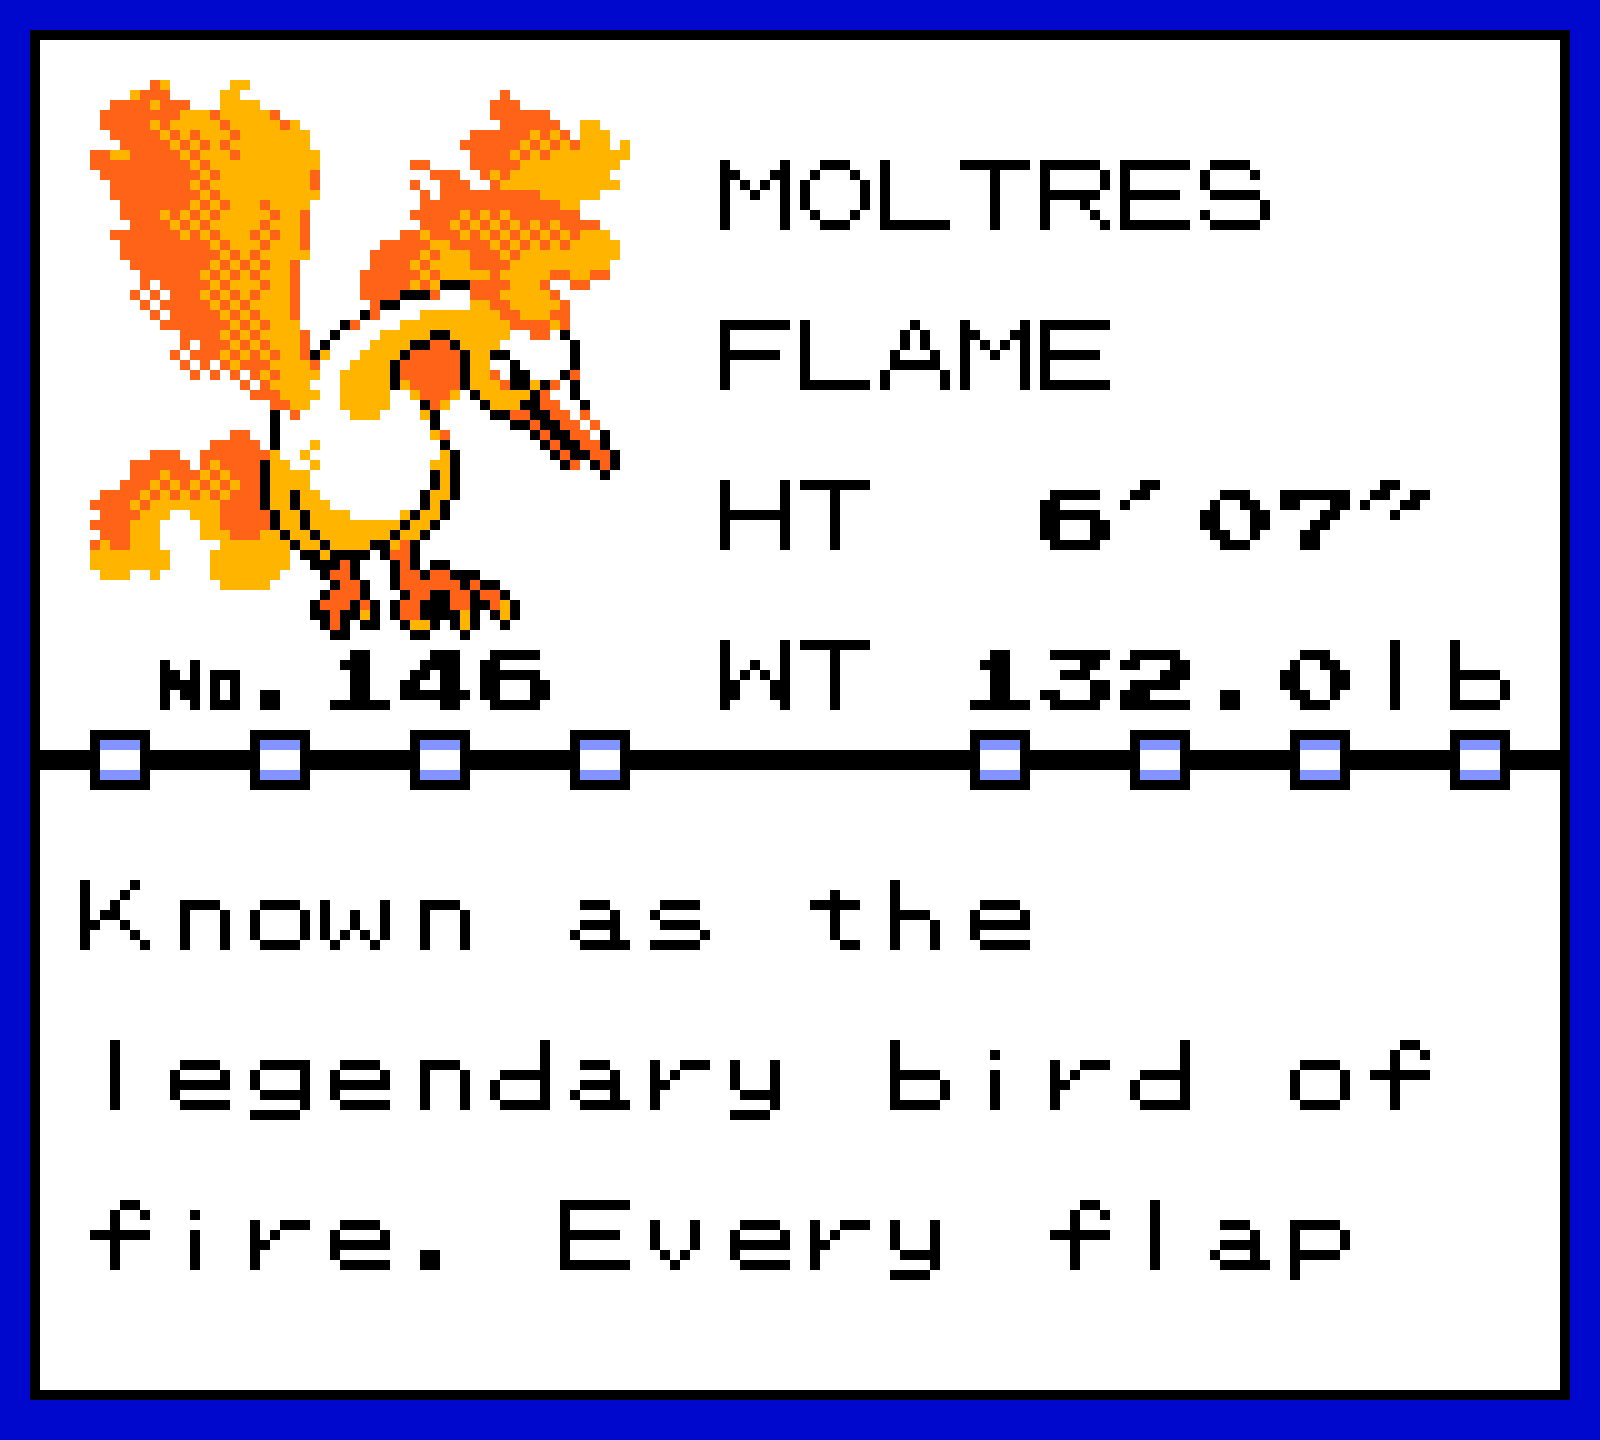 MOLTRES
FLAME
HT 6′07″
WT 132.0lb
No.146
Known as the
legendary bird of
fire. Every flap